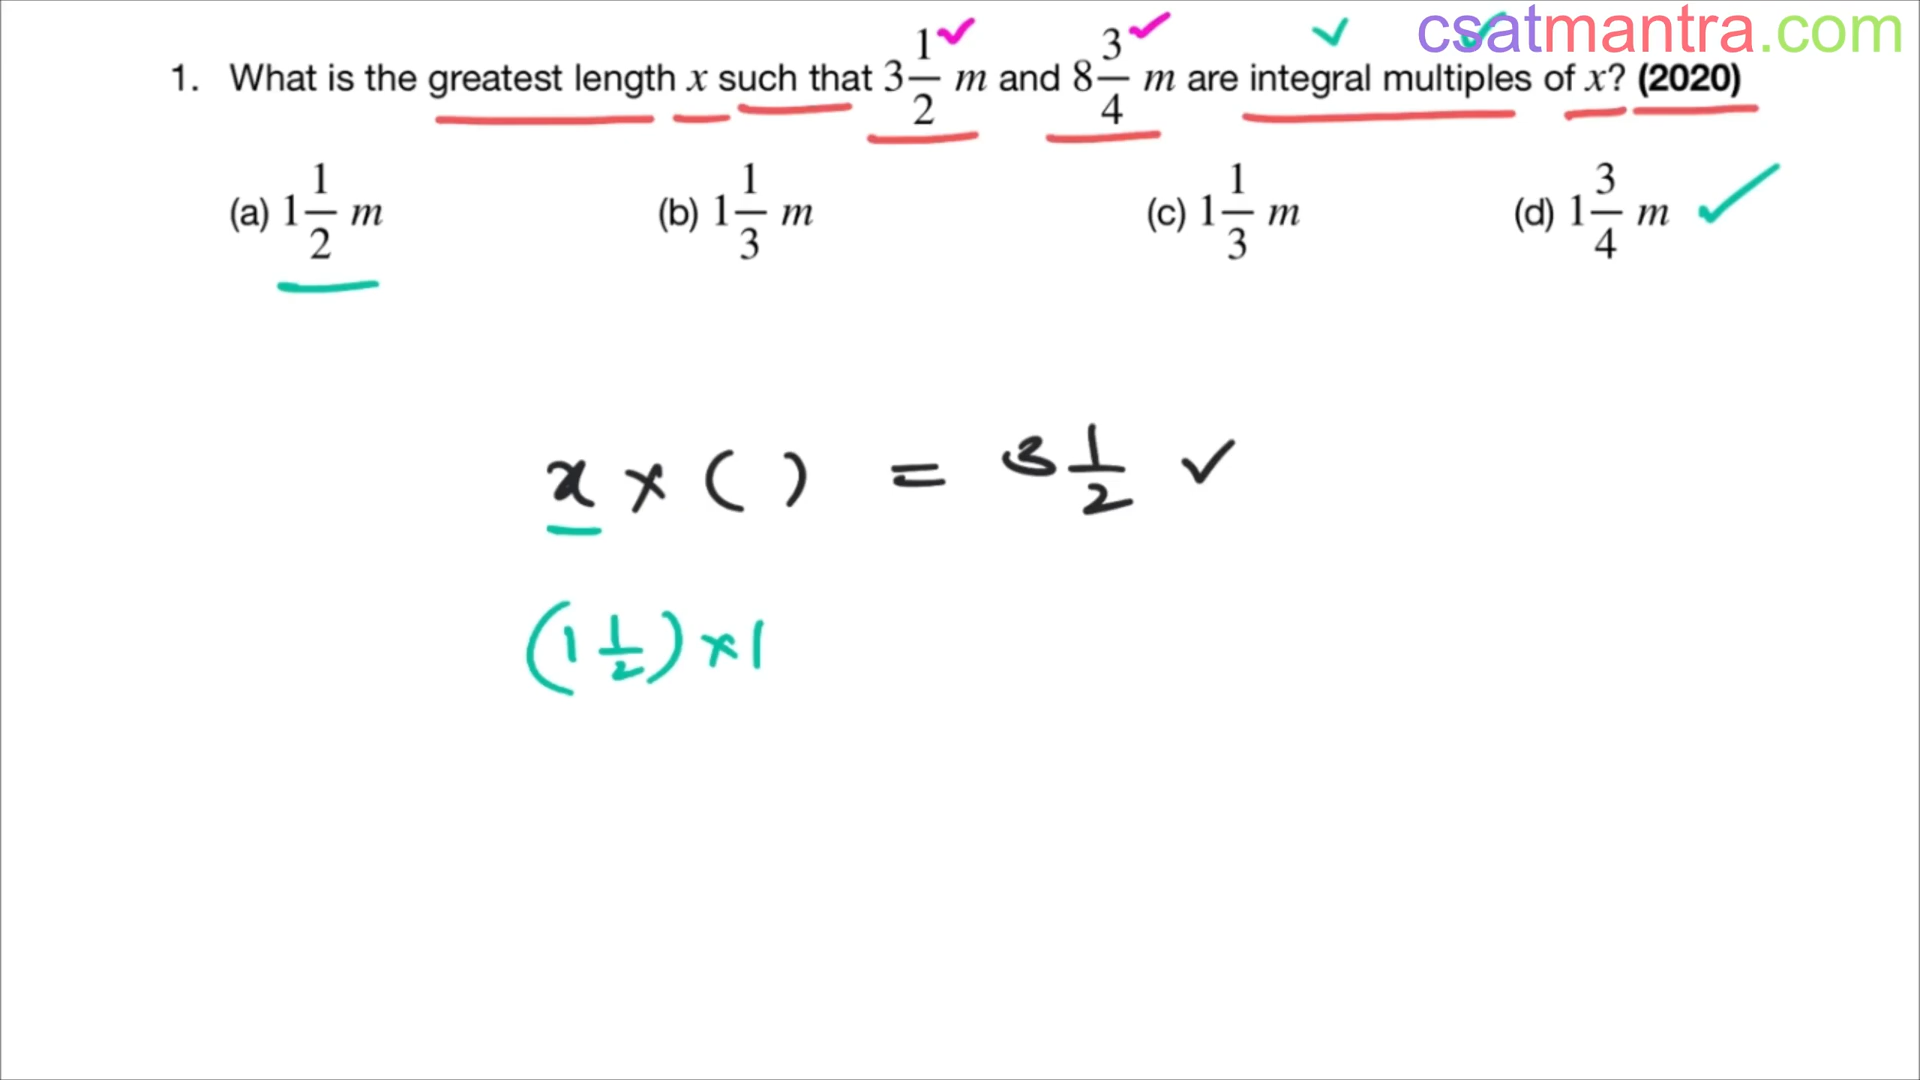 csatmantra.com
1. What is the greatest length x such that 3 1/2 m and 8 3/4 m are integral multiples of x? (2020)
(a) 1 1/2 m (b) 1 1/3 m (c) 1 1/3 m (d) 1 3/4 m
x × ( ) = 3 1/2 ✓
(1 1/2) × 1